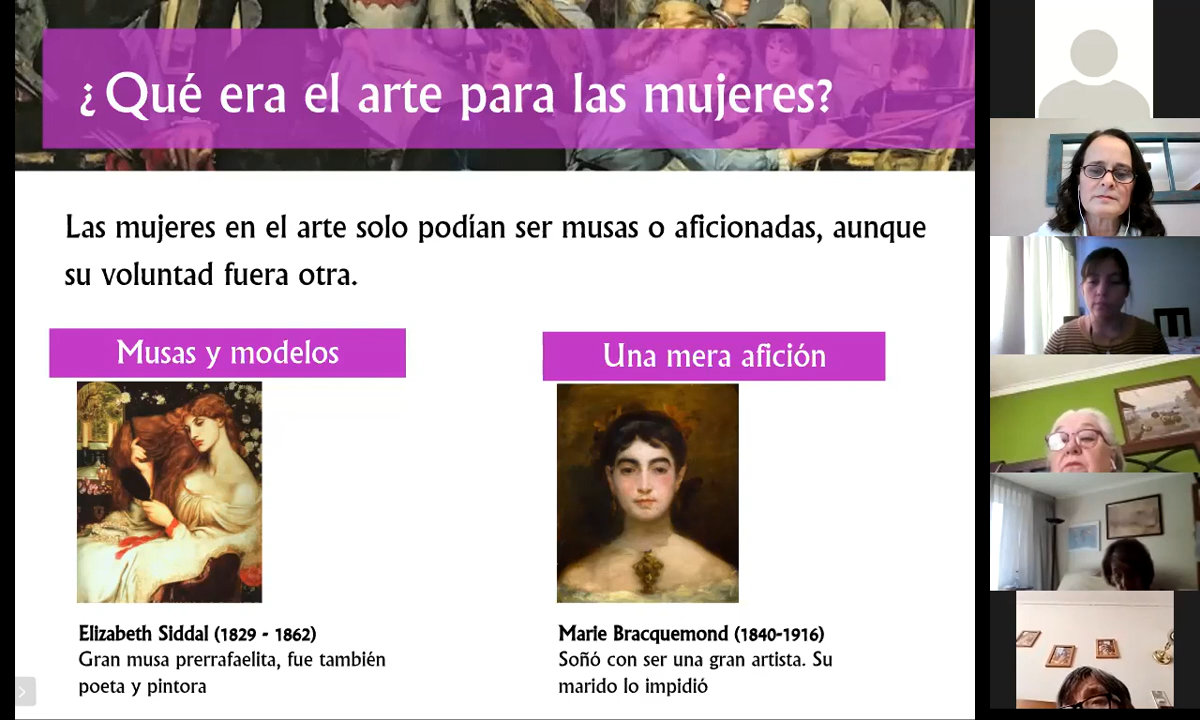 ¿Qué era el arte para las mujeres?
Las mujeres en el arte solo podían ser musas o aficionadas, aunque
su voluntad fuera otra.
Musas y modelos
Una mera afición
Elizabeth Siddal (1829 - 1862)
Gran musa prerrafaelita, fue también
poeta y pintora
Marie Bracquemond (1840-1916)
Soñó con ser una gran artista. Su
marido lo impidió